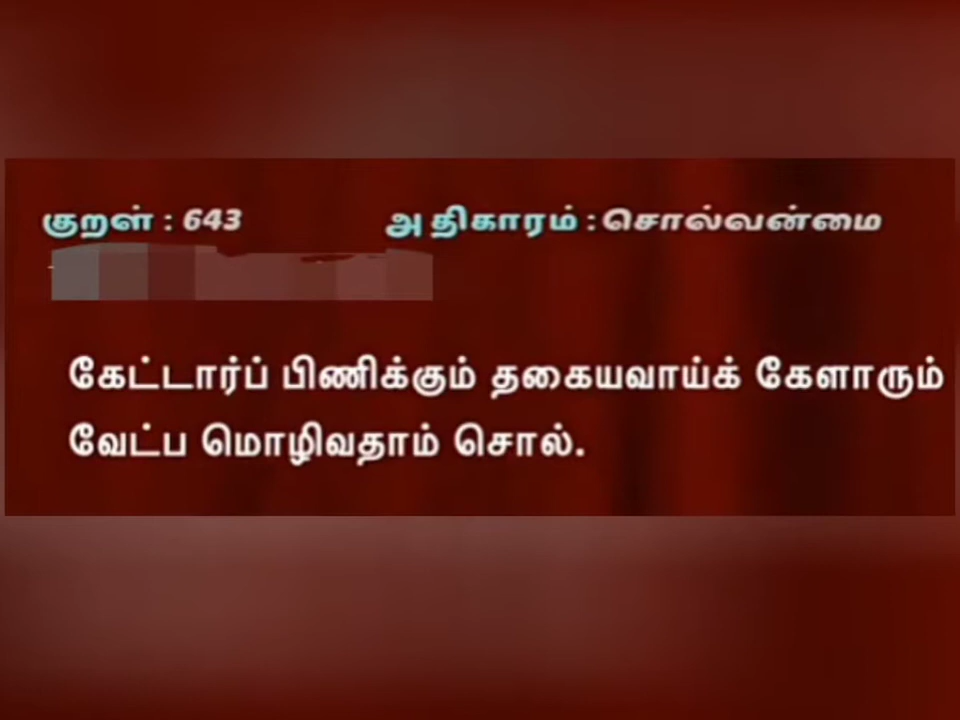 குறள் : 643 அதிகாரம் : சொல்வன்மை
கேட்டார்ப் பிணிக்கும் தகையவாய்க் கேளாரும்
வேட்ப மொழிவதாம் சொல்.